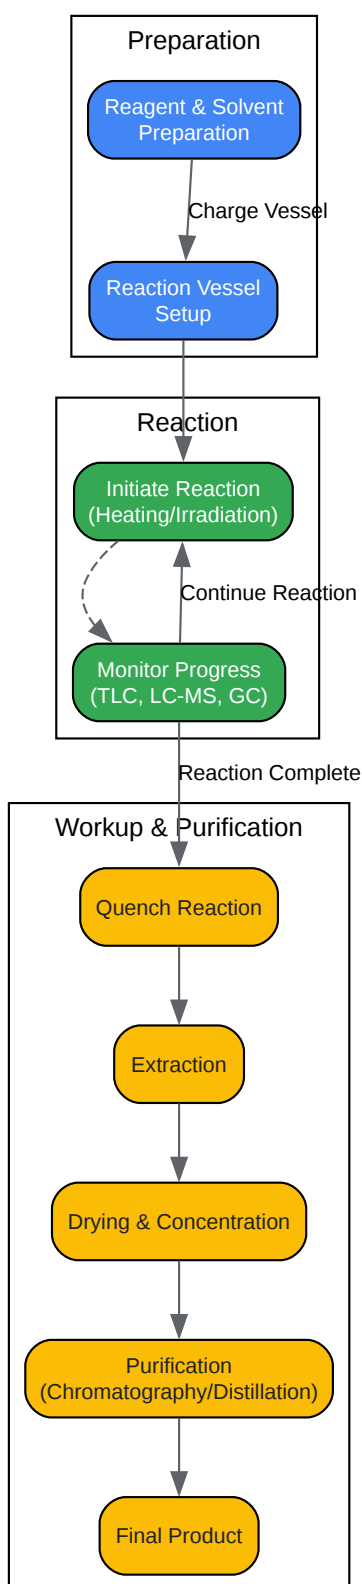 Preparation
Reagent & Solvent
Preparation
Charge Vessel
Reaction Vessel
Setup
Reaction
Initiate Reaction
(Heating/Irradiation)
Continue Reaction
Monitor Progress
(TLC, LC-MS, GC)
Reaction Complete
Workup & Purification
Quench Reaction
Extraction
Drying & Concentration
Purification
(Chromatography/Distillation)
Final Product